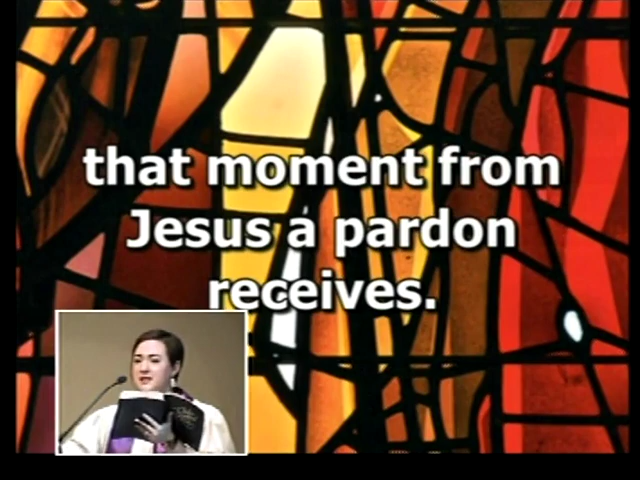 that moment from
Jesus a pardon
receives.